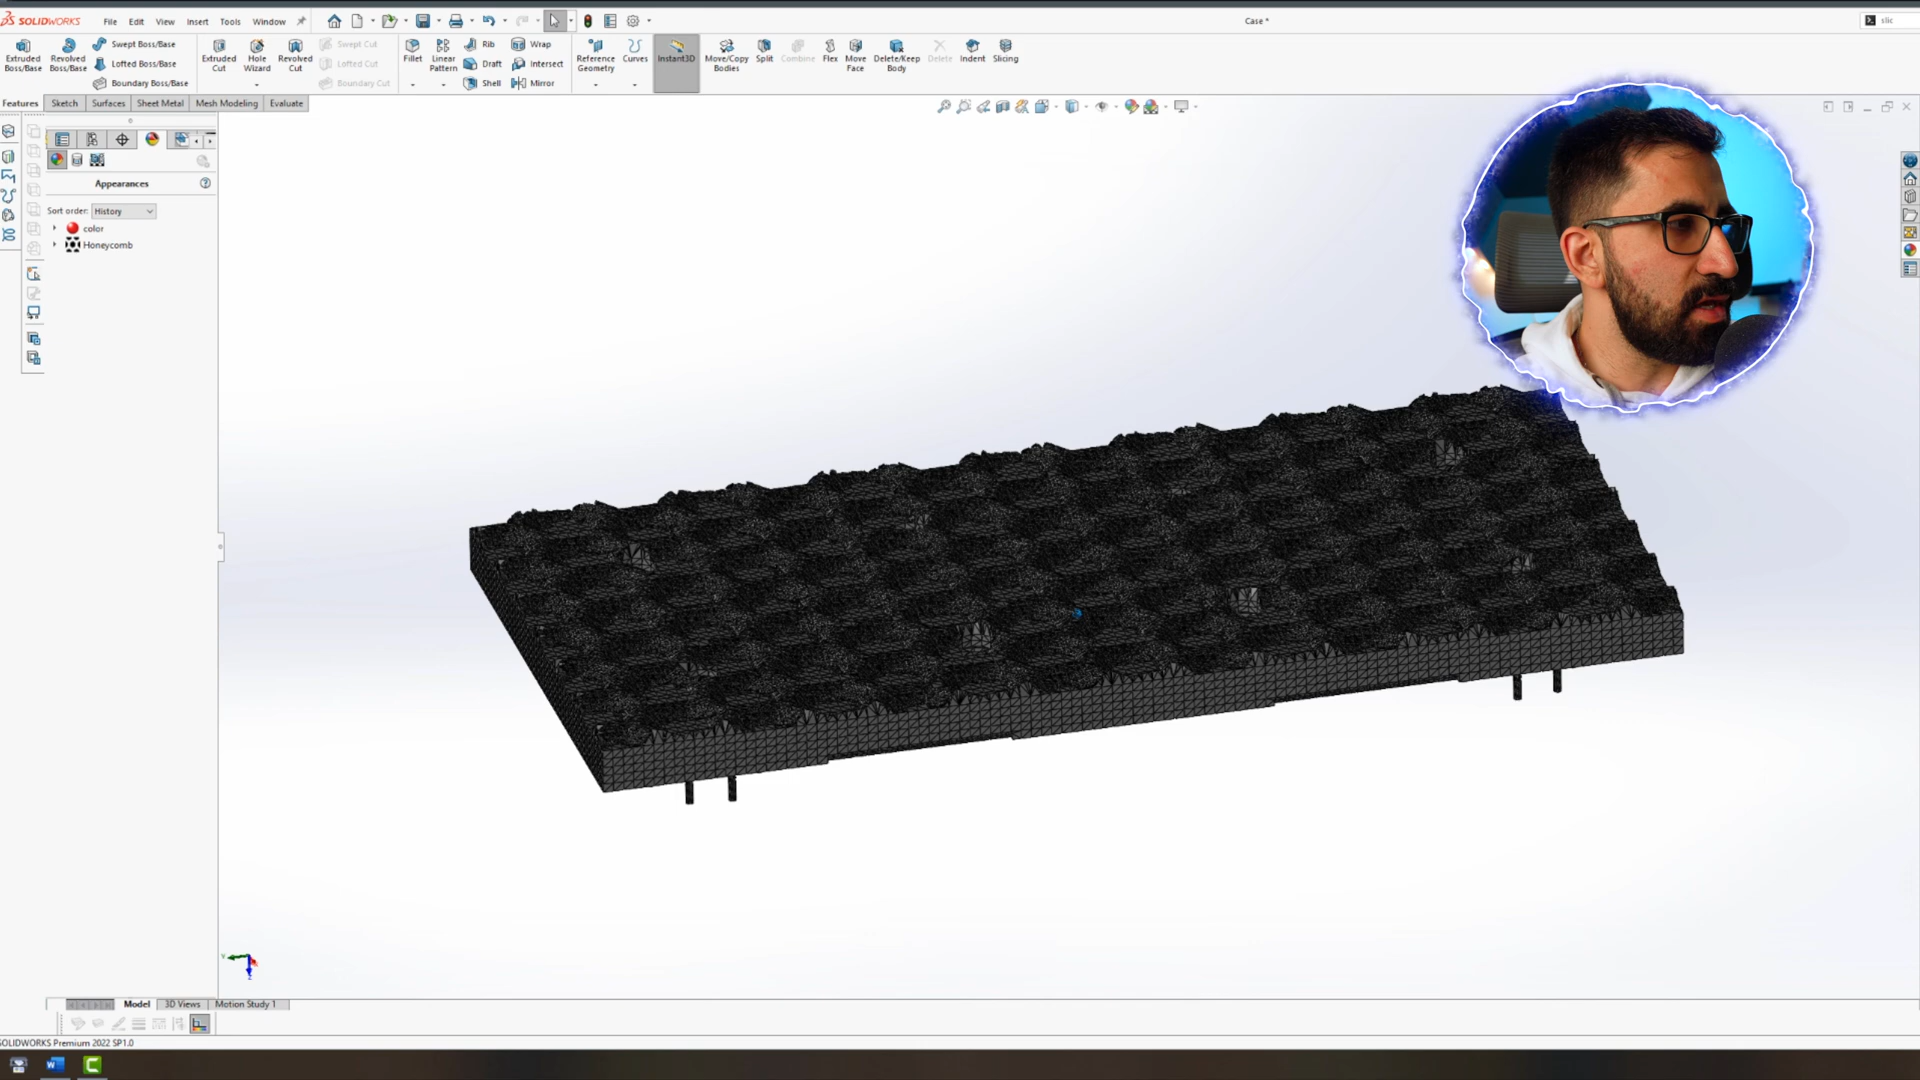 SOLIDWORKS File Edit View Insert Tools Window Case * slic
Extruded Boss/Base Revolved Boss/Base Swept Boss/Base Lofted Boss/Base Boundary Boss/Base Extruded Cut Hole Wizard Revolved Cut Swept Cut Lofted Cut Boundary Cut Fillet Linear Pattern Rib Draft Shell Wrap Intersect Mirror Reference Geometry Curves Instant3D Move/Copy Bodies Split Combine Flex Move Face Delete/Keep Body Delete Indent Slicing
Features Sketch Surfaces Sheet Metal Mesh Modeling Evaluate
Appearances
Sort order: History
color
Honeycomb
Model 3D Views Motion Study 1
SOLIDWORKS Premium 2022 SP1.0